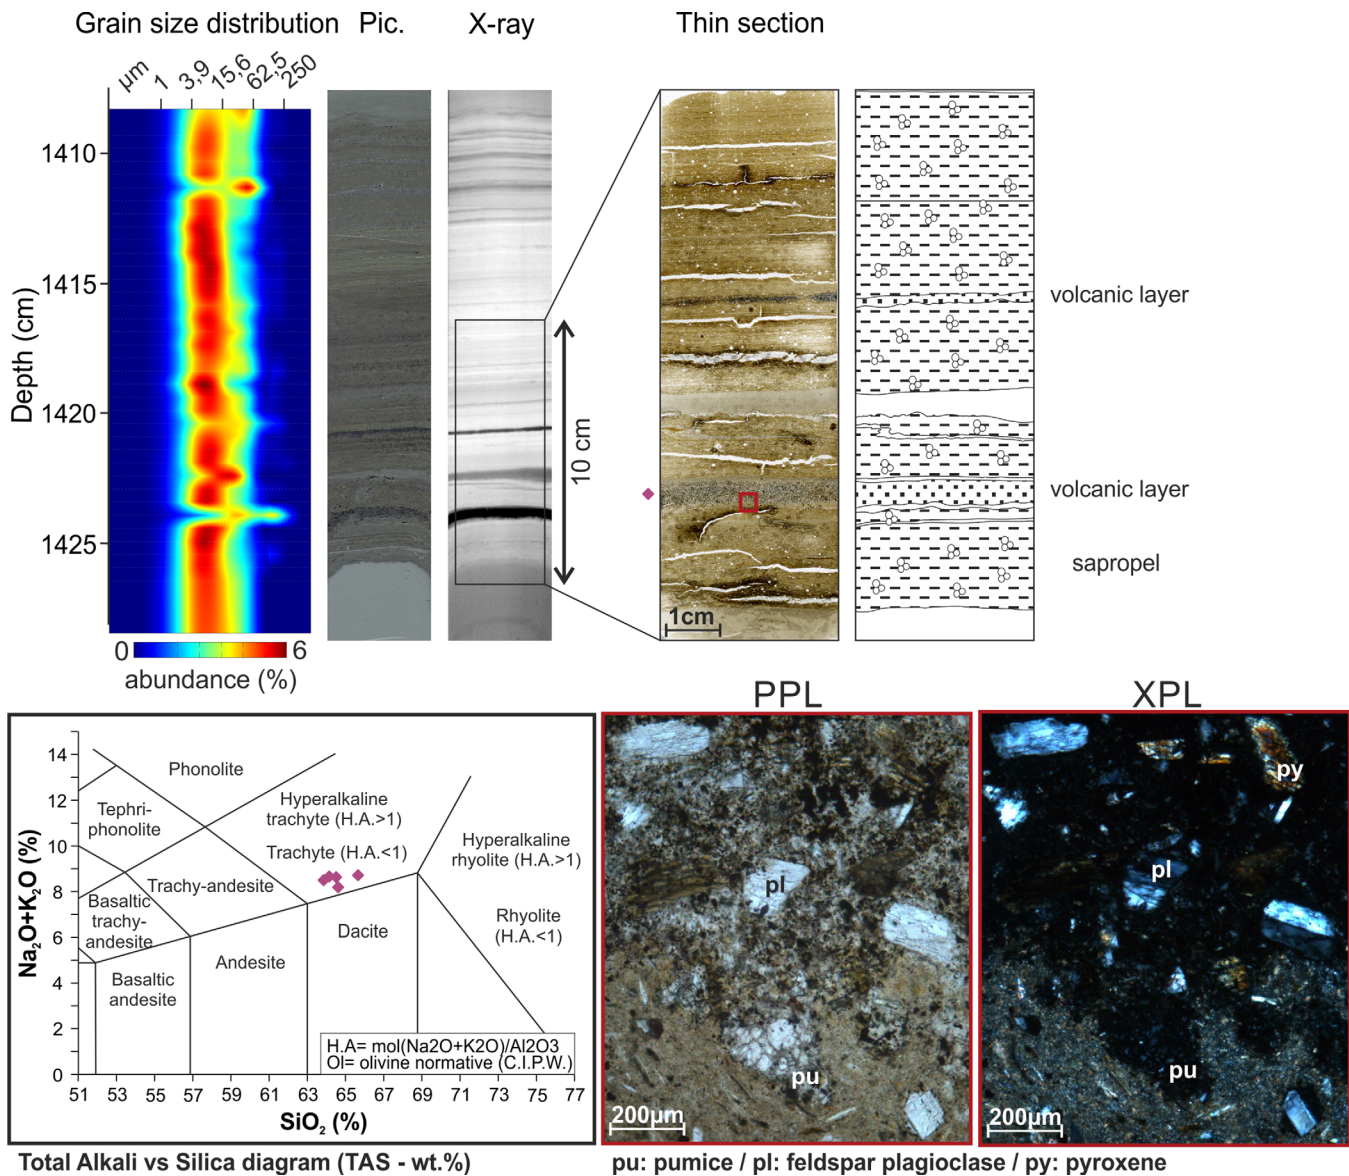 Grain size distribution
Pic.
X-ray
Thin section
µm 1 3,9 15,6 62,5 250
Depth (cm)
1410
1415
1420
1425
0
6
abundance (%)
10 cm
1cm
volcanic layer
volcanic layer
sapropel
PPL
XPL
Na2O+K2O (%)
14
12
10
8
6
4
2
0
51 53 55 57 59 61 63 65 67 69 71 73 75 77
SiO2 (%)
Phonolite
Tephri-
phonolite
Hyperalkaline
trachyte (H.A.>1)
Trachyte (H.A.<1)
Hyperalkaline
rhyolite (H.A.>1)
Trachy-andesite
Basaltic
trachy-
andesite
Dacite
Rhyolite
(H.A.<1)
Andesite
Basaltic
andesite
H.A= mol(Na2O+K2O)/Al2O3
Ol= olivine normative (C.I.P.W.)
pl
pu
200µm
py
pl
pu
200µm
Total Alkali vs Silica diagram (TAS - wt.%)
pu: pumice / pl: feldspar plagioclase / py: pyroxene